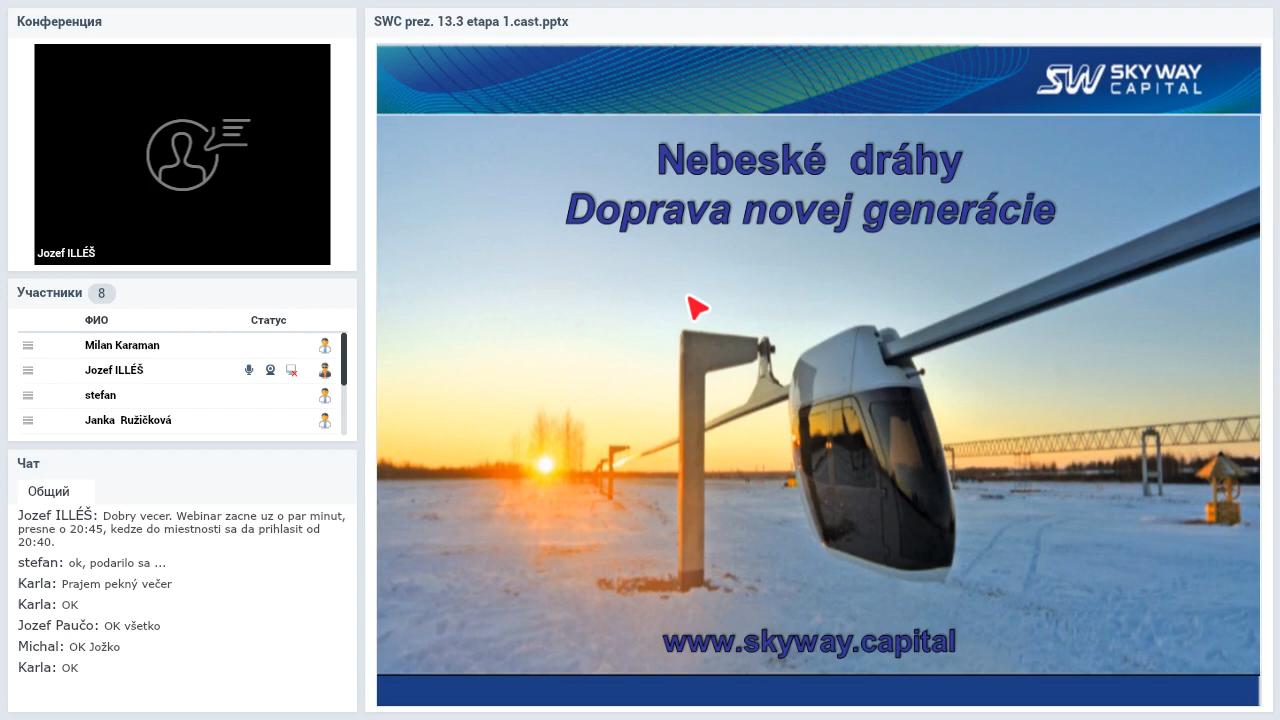 Конференция
Jozef ILLÉŠ
Участники 8
ФИО Статус
Milan Karaman
Jozef ILLÉŠ
stefan
Janka Ružičková
Чат
Общий
Jozef ILLÉŠ: Dobry vecer. Webinar zacne uz o par minut,
presne o 20:45, kedze do miestnosti sa da prihlasit od
20:40.
stefan: ok, podarilo sa ...
Karla: Prajem pekný večer
Karla: OK
Jozef Paučo: OK všetko
Michal: OK Jožko
Karla: OK
SWC prez. 13.3 etapa 1.cast.pptx
SW SKY WAY
CAPITAL
Nebeské dráhy
Doprava novej generácie
www.skyway.capital